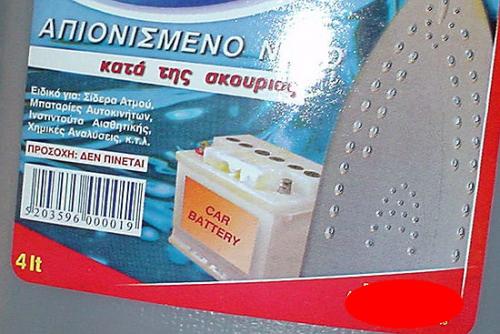 ΑΠΙΟΝΙΣΜΕΝΟ
κατά της σκουριάς
Ειδικό για: Σίδερα Ατμού,
Μπαταρίες Αυτοκινήτων,
Ινστιτούτα Αισθητικής,
Χημικές Αναλύσεις, κ.τ.λ.
ΠΡΟΣΟΧΗ: ΔΕΝ ΠΙΝΕΤΑΙ
CAR
BATTERY
5203596 000019
4 lt